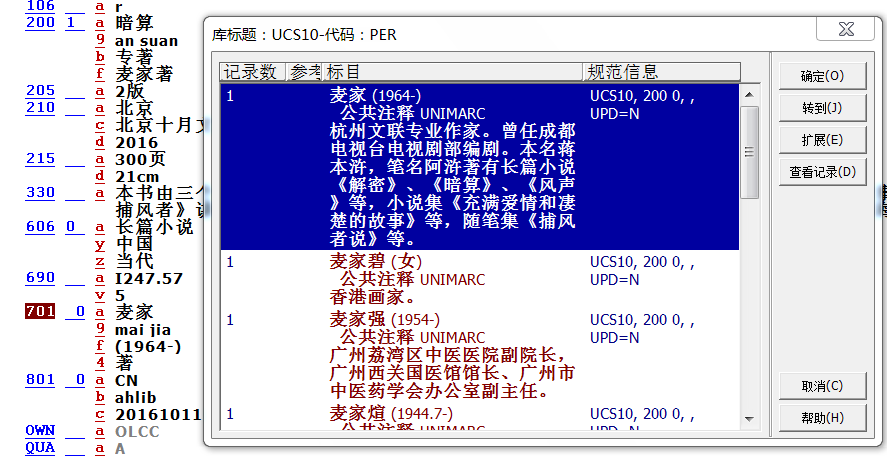 106 a r
200 1 a 暗算
9 an suan
b 专著
f 麦家著
205 a 2版
210 a 北京
c 北京十月文
d 2016
215 a 300页
d 21cm
330 a 本书由三个
捕风者》
606 0 a 长篇小说
y 中国
z 当代
690 a I247.57
v 5
701 0 a 麦家
9 mai jia
f (1964-)
4 著
801 0 a CN
b ahlib
c 20161011
OWN a OLCC
QUA a A
库标题：UCS10-代码：PER
记录数 参考 标目 规范信息
1 麦家 (1964-) UCS10, 200 0, ,
公共注释 UNIMARC UPD=N
杭州文联专业作家。曾任成都
电视台电视剧部编剧。本名蒋
本浒，笔名阿浒著有长篇小说
《解密》、《暗算》、《风声
》等，小说集《充满爱情和凄
楚的故事》等，随笔集《捕风
者说》等。
1 麦家碧 (女) UCS10, 200 0, ,
公共注释 UNIMARC UPD=N
香港画家。
1 麦家强 (1954-) UCS10, 200 0, ,
公共注释 UNIMARC UPD=N
广州荔湾区中医医院副院长，
广州西关国医馆馆长、广州市
中医药学会办公室副主任。
1 麦家煊 (1944.7-) UCS10, 200 0, ,
公共注释 UNIMARC UPD=N
确定(O)
转到(J)
扩展(E)
查看记录(D)
取消(C)
帮助(H)